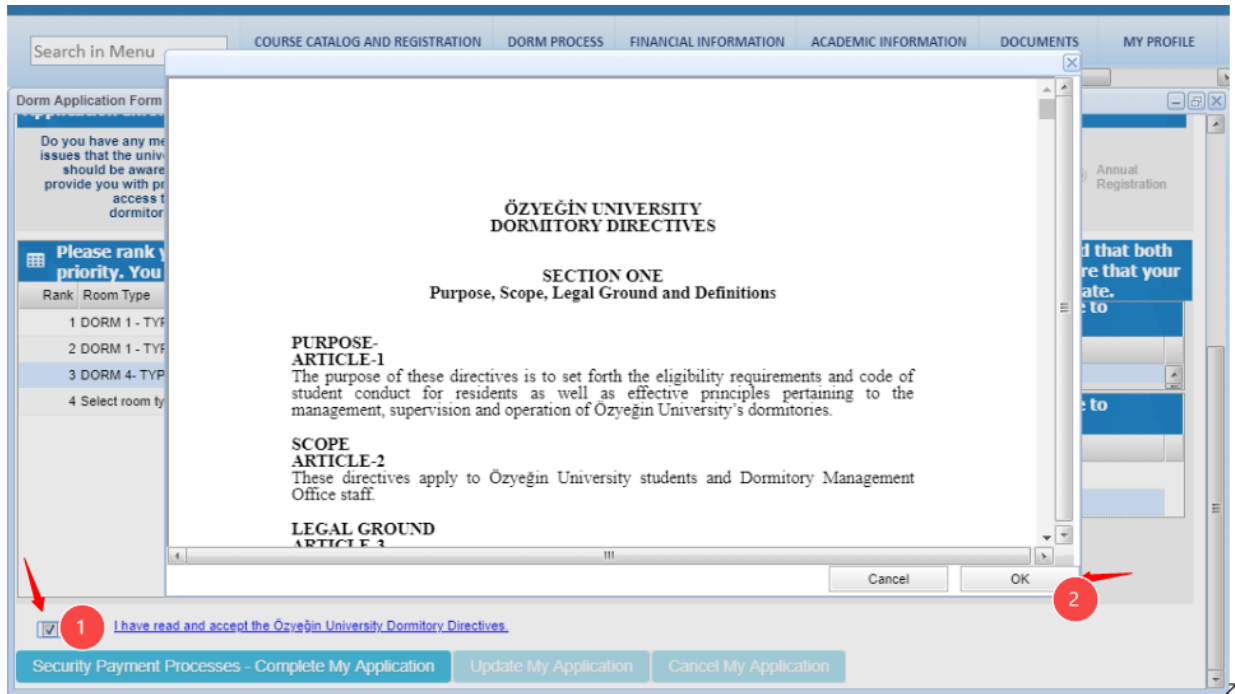 Search in Menu
COURSE CATALOG AND REGISTRATION
DORM PROCESS
FINANCIAL INFORMATION
ACADEMIC INFORMATION
DOCUMENTS
MY PROFILE
Dorm Application Form
Do you have any
issues that the
should be aware
provide you with
access
Annual
Registration
ÖZYEĞİN UNIVERSITY
DORMITORY DIRECTIVES
SECTION ONE
Purpose, Scope, Legal Ground and Definitions
PURPOSE-
ARTICLE-1
The purpose of these directives is to set forth the eligibility requirements and code of
student conduct for residents as well as effective principles pertaining to the
management, supervision and operation of Özyeğin University's dormitories.
SCOPE
ARTICLE-2
These directives apply to Özyeğin University students and Dormitory Management
Office staff.
LEGAL GROUND
ARTICLE 3
Cancel
OK
2
Please rank
priority. You
that both
that your
to
Rank Room Type
1 DORM 1 - TYP
2 DORM 1 - TYP
3 DORM 4- TYP
4 Select room ty
to
1
I have read and accept the Özyeğin University Dormitory Directives.
Security Payment Processes - Complete My Application
Update My Application
Cancel My Application